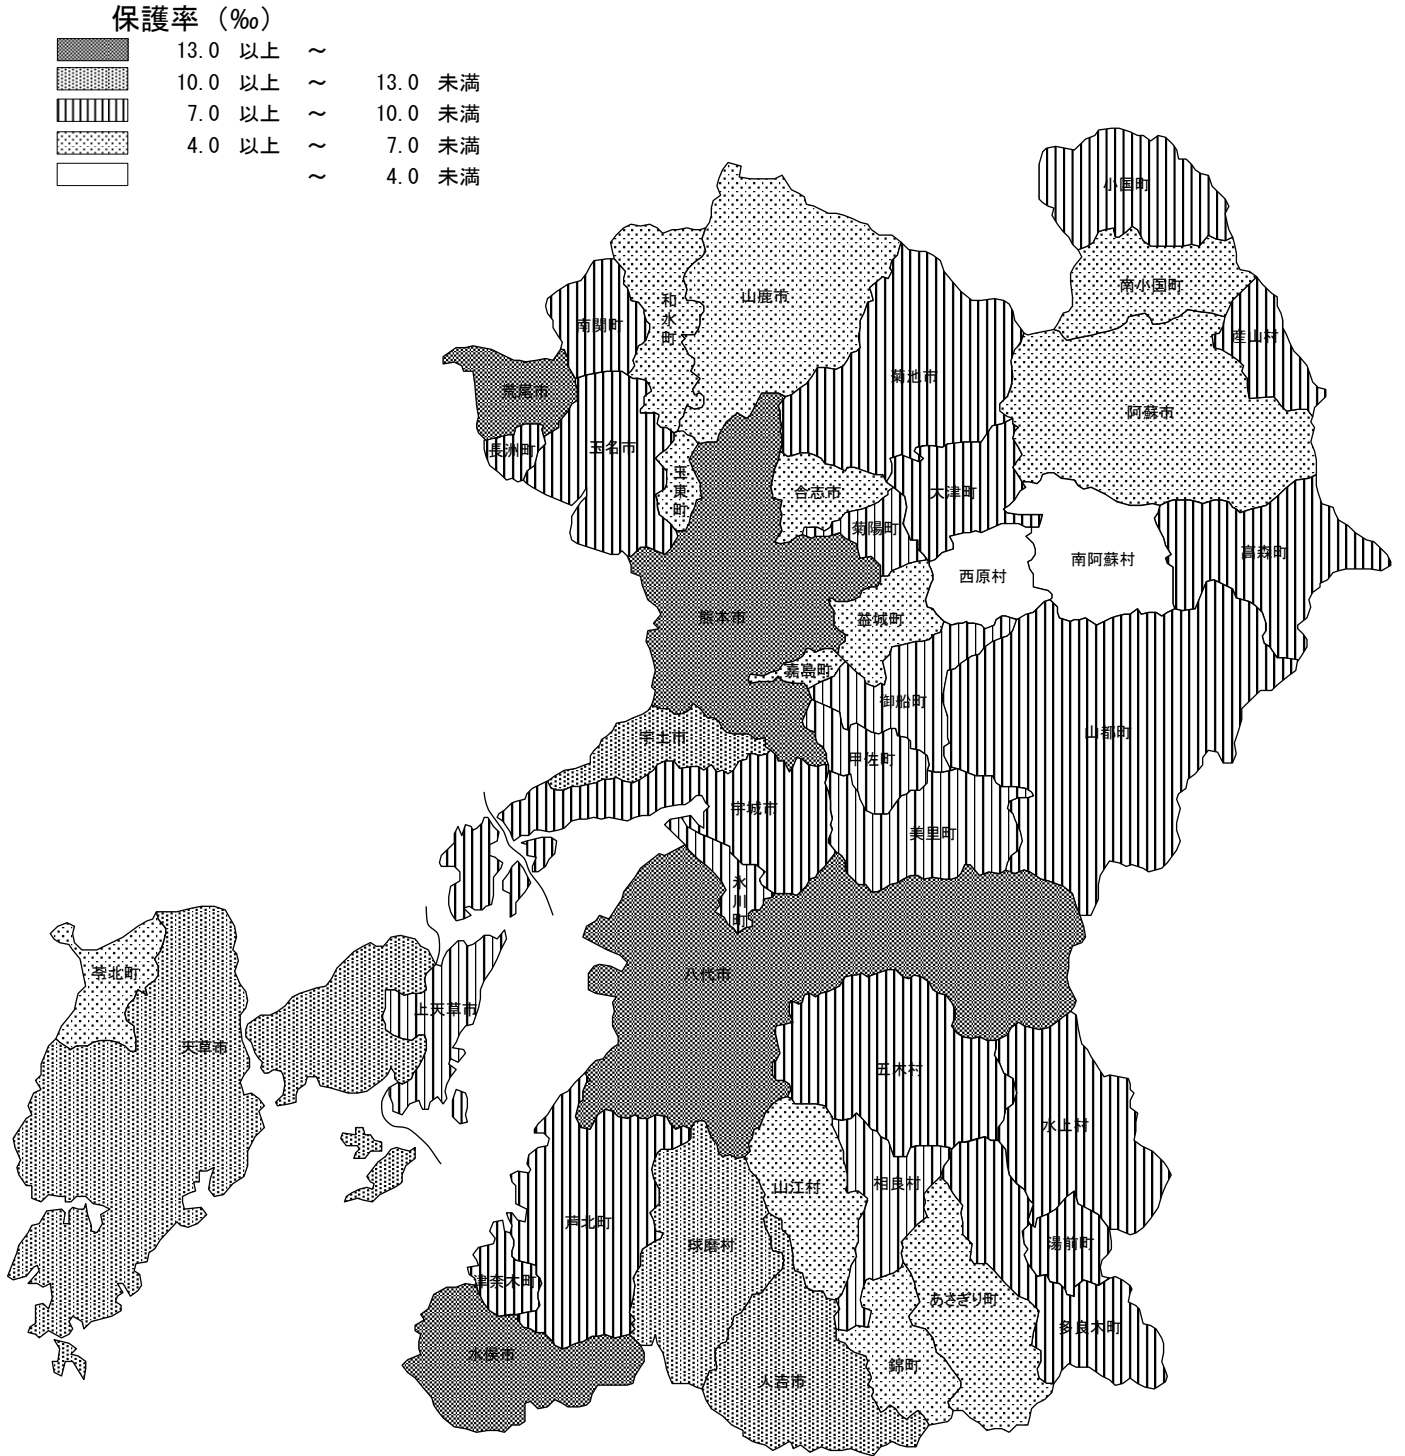 保護率（‰）
13.0 以上 ～
10.0 以上 ～ 13.0 未満
7.0 以上 ～ 10.0 未満
4.0 以上 ～ 7.0 未満
～ 4.0 未満
小国町
南小国町
山鹿市
和水町
南関町
産山村
菊池市
荒尾市
阿蘇市
玉名市
長洲町
玉東町
合志市
大津町
菊陽町
高森町
南阿蘇村
西原村
熊本市
益城町
嘉島町
御船町
山都町
宇土市
甲佐町
宇城市
美里町
氷川町
八代市
苓北町
上天草市
天草市
五木村
水上村
相良村
山江村
芦北町
球磨村
湯前町
津奈木町
あさぎり町
多良木町
水俣市
錦町
人吉市